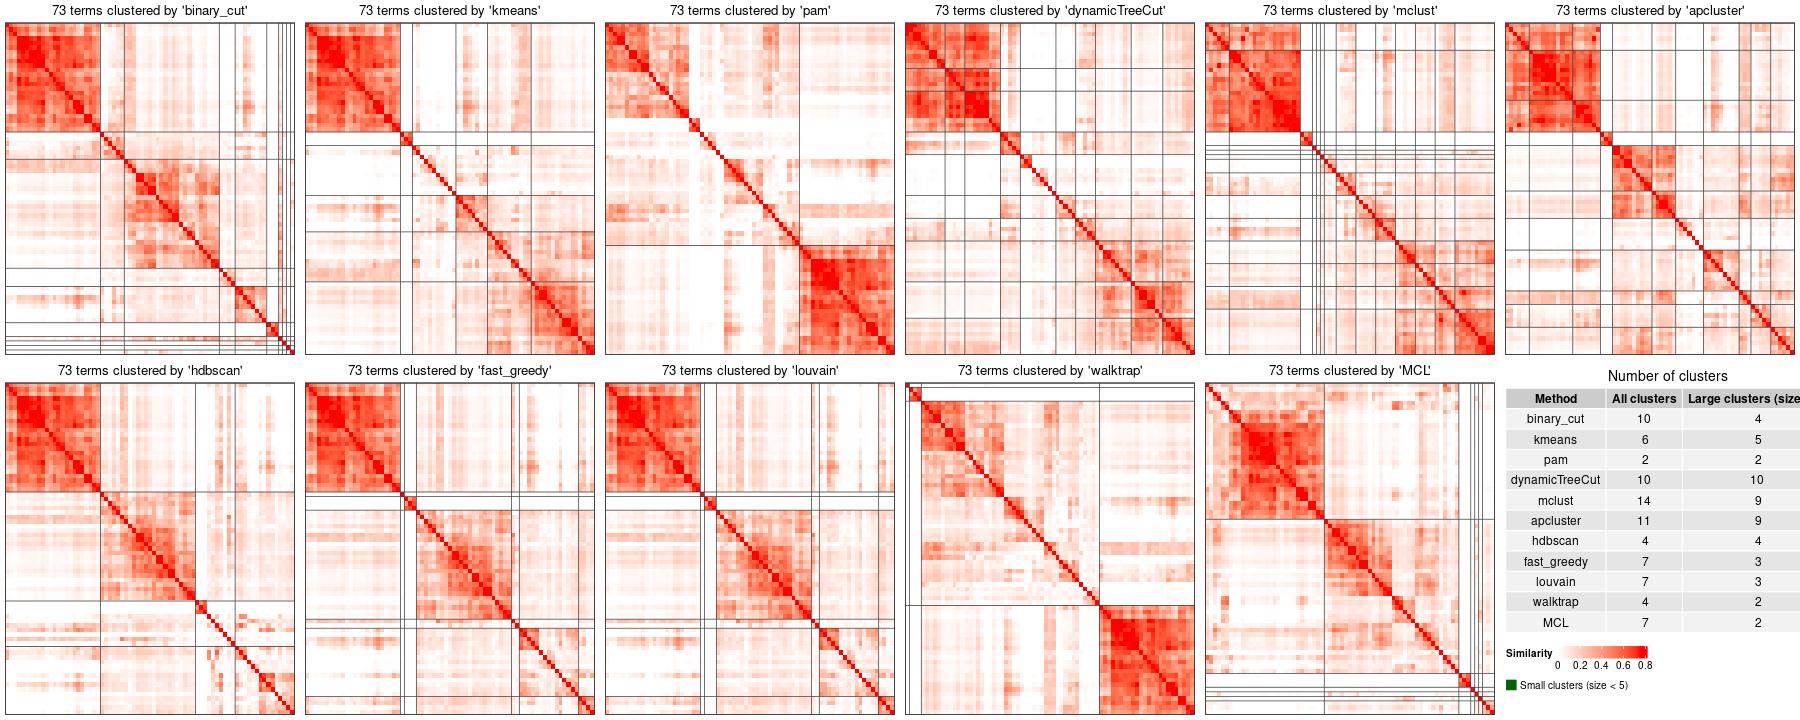 73 terms clustered by 'binary_cut'
73 terms clustered by 'kmeans'
73 terms clustered by 'pam'
73 terms clustered by 'dynamicTreeCut'
73 terms clustered by 'mclust'
73 terms clustered by 'apcluster'
73 terms clustered by 'hdbscan'
73 terms clustered by 'fast_greedy'
73 terms clustered by 'louvain'
73 terms clustered by 'walktrap'
73 terms clustered by 'MCL'
Number of clusters
Method All clusters Large clusters (size
binary_cut 10 4
kmeans 6 5
pam 2 2
dynamicTreeCut 10 10
mclust 14 9
apcluster 11 9
hdbscan 4 4
fast_greedy 7 3
louvain 7 3
walktrap 4 2
MCL 7 2
Similarity
0 0.2 0.4 0.6 0.8
Small clusters (size < 5)